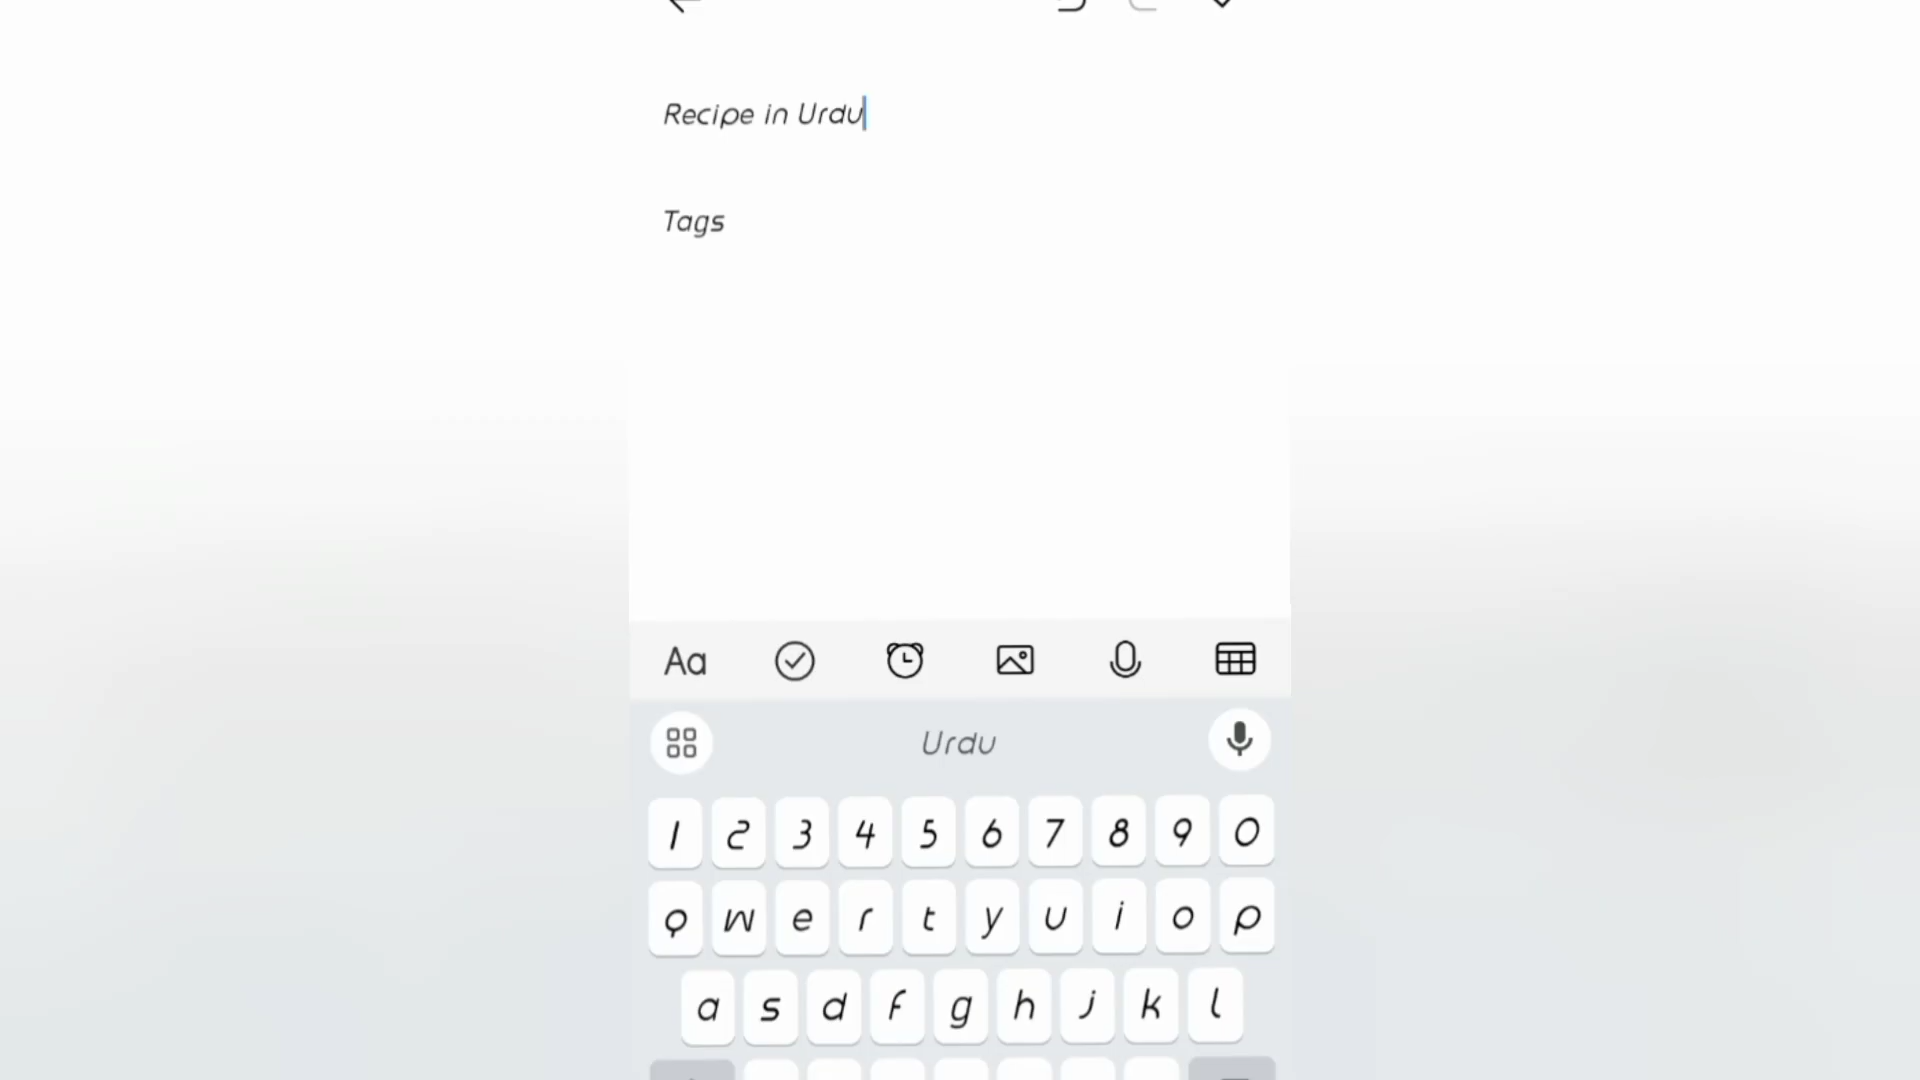 Recipe in Urdu
Tags
Aa
Urdu
1 2 3 4 5 6 7 8 9 0
q w e r t y u i o p
a s d f g h j k l